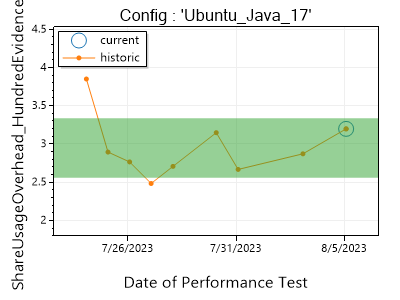 Config : 'Ubuntu_Java_17'
current
historic
4.5
4
3.5
3
2.5
2
ShareUsageOverhead_HundredEvidence
7/26/2023
7/31/2023
8/5/2023
Date of Performance Test